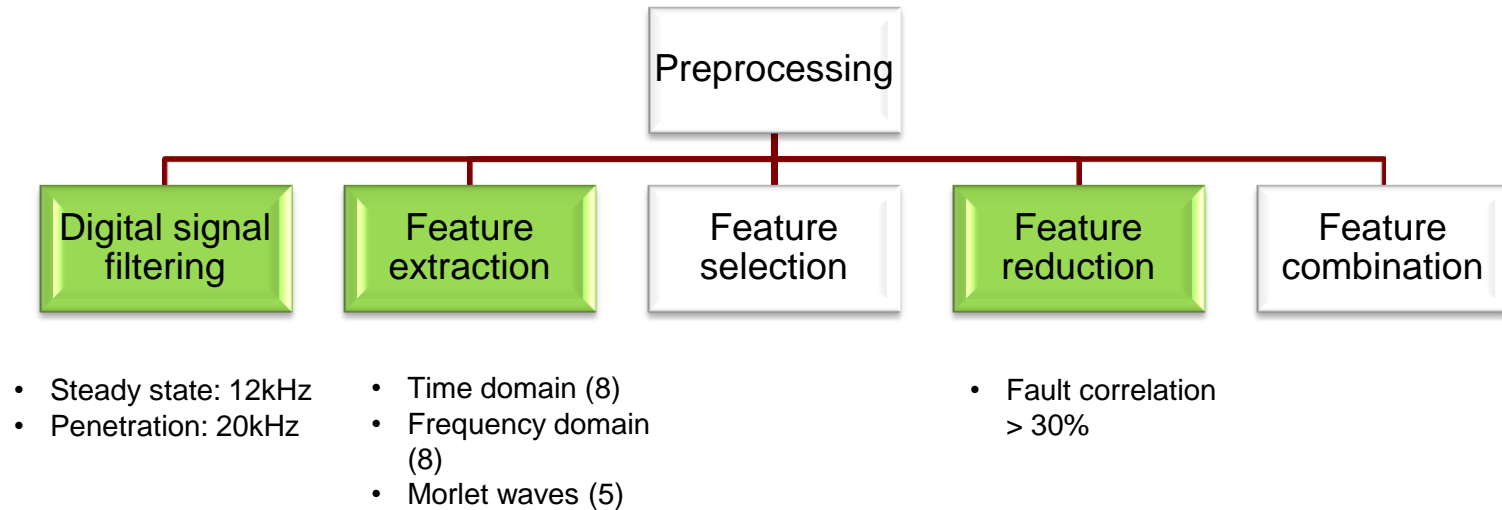 Preprocessing
Digital signal
filtering
Feature
extraction
Feature
selection
Feature
reduction
Feature
combination
• Steady state: 12kHz
• Penetration: 20kHz
• Time domain (8)
• Frequency domain
(8)
• Morlet waves (5)
• Fault correlation
> 30%